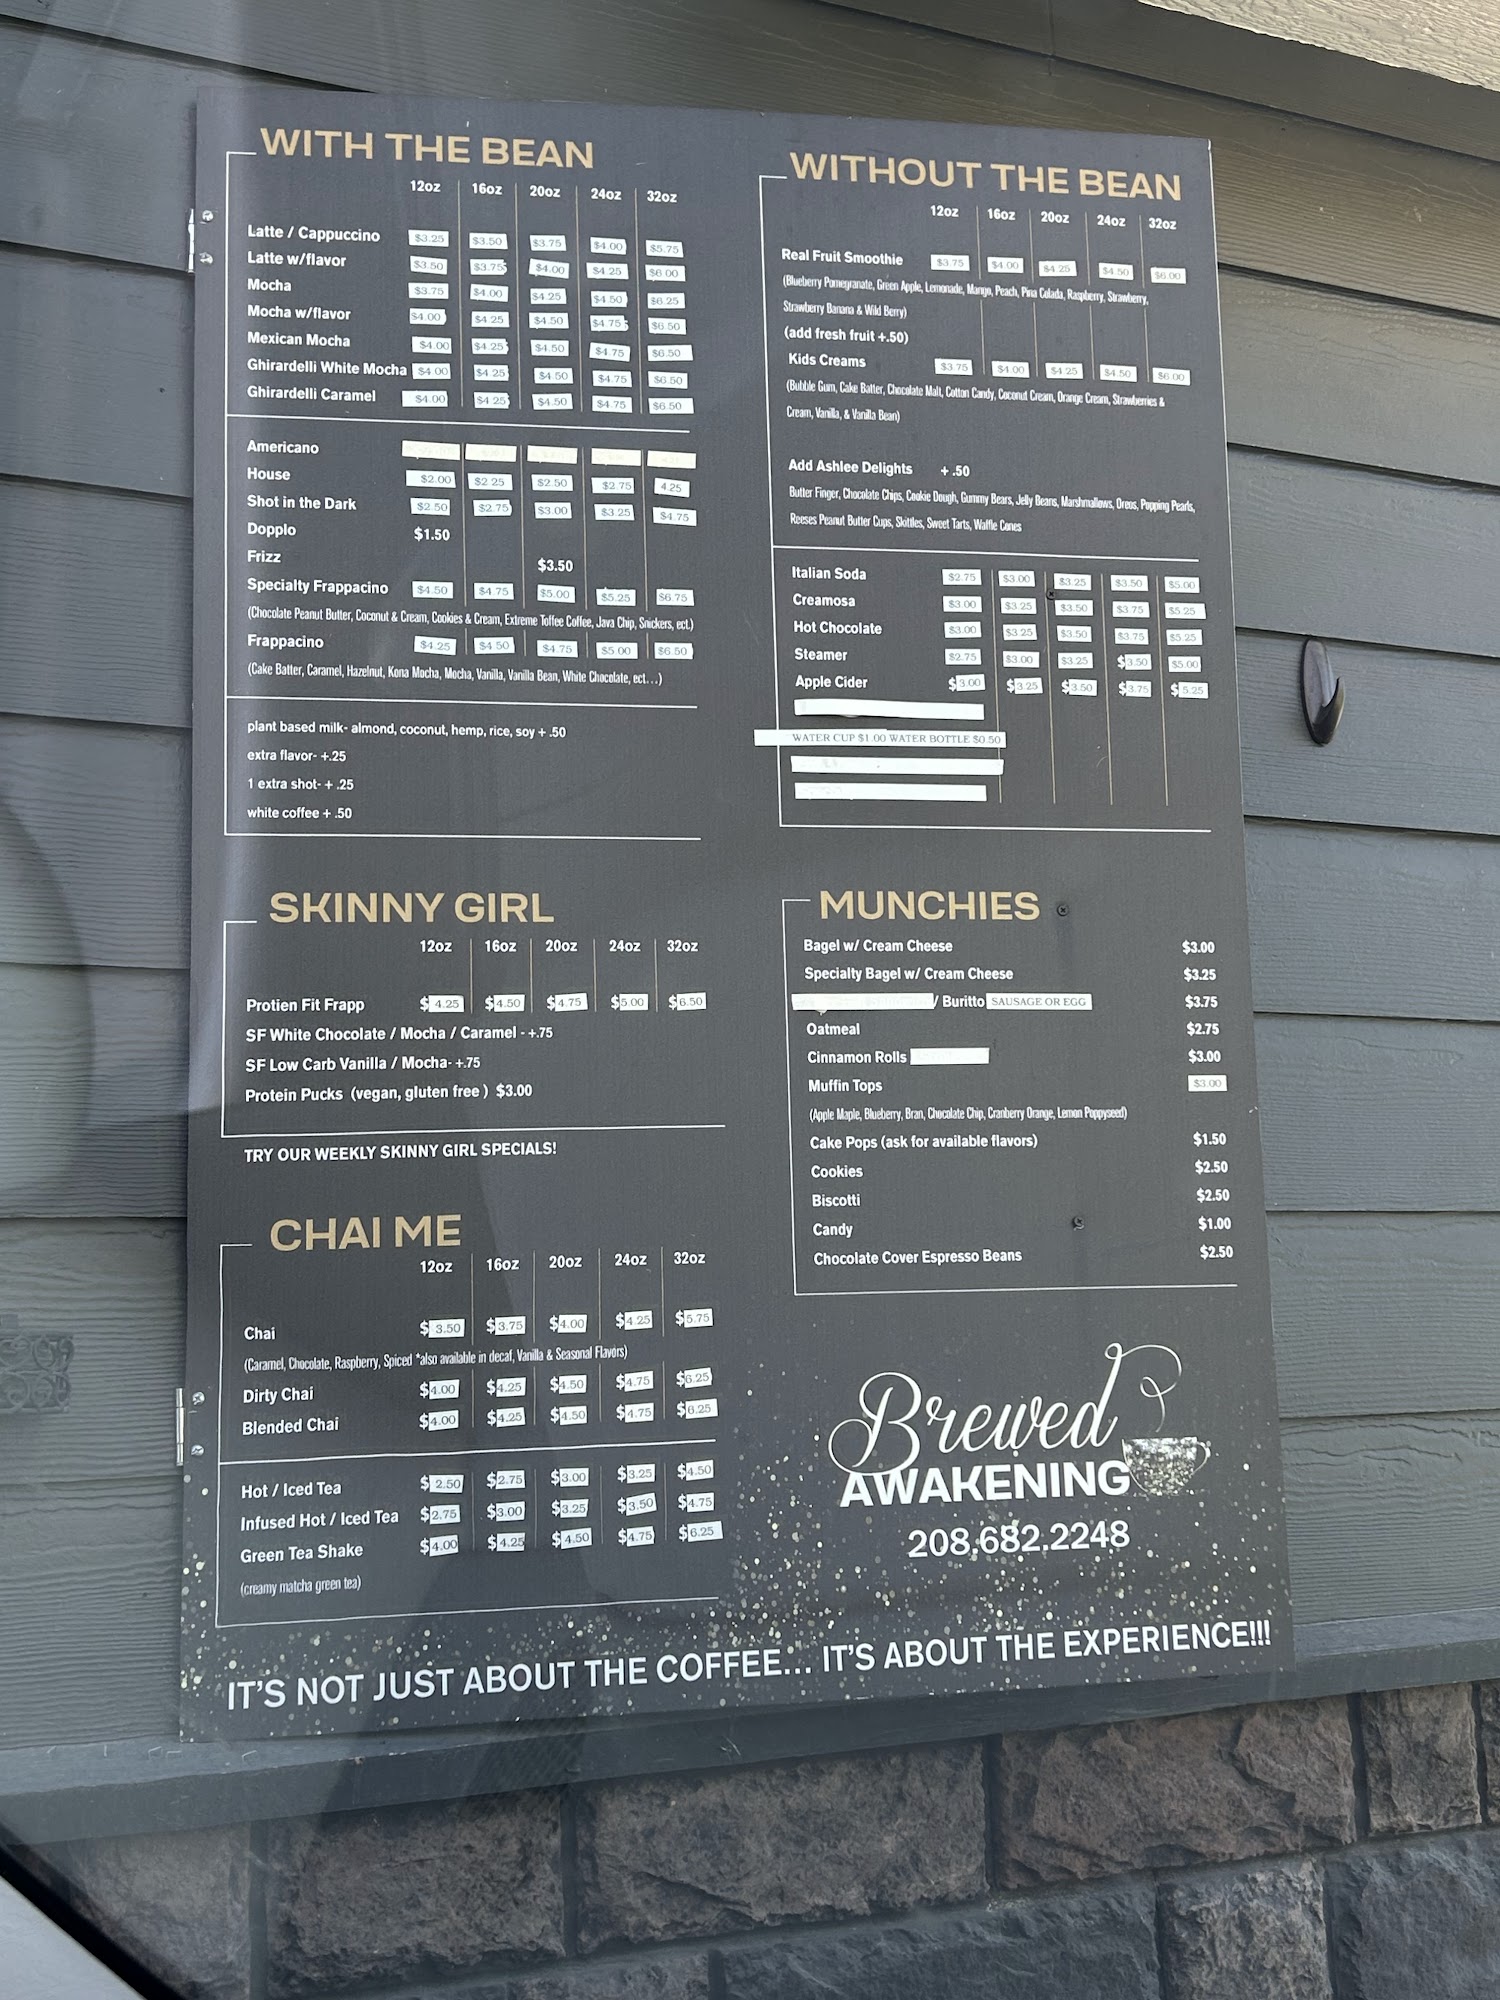 WITH THE BEAN
12oz 16oz 20oz 24oz 32oz
Latte / Cappuccino $3.25 $3.50 $3.75 $4.00 $5.75
Latte w/flavor $3.50 $3.75 $4.00 $4.25 $6.00
Mocha $3.75 $4.00 $4.25 $4.50 $6.25
Mocha w/flavor $4.00 $4.25 $4.50 $4.75 $6.50
Mexican Mocha $4.00 $4.25 $4.50 $4.75 $6.50
Ghirardelli White Mocha $4.00 $4.25 $4.50 $4.75 $6.50
Ghirardelli Caramel $4.00 $4.25 $4.50 $4.75 $6.50
Americano
House $2.00 $2.25 $2.50 $2.75 4.25
Shot in the Dark $2.50 $2.75 $3.00 $3.25 $4.75
Dopplo $1.50
Frizz $3.50
Specialty Frappacino $4.50 $4.75 $5.00 $5.25 $6.75
(Chocolate Peanut Butter, Coconut & Cream, Cookies & Cream, Extreme Toffee Coffee, Java Chip, Snickers, ect.)
Frappacino $4.25 $4.50 $4.75 $5.00 $6.50
(Cake Batter, Caramel, Hazelnut, Kona Mocha, Mocha, Vanilla, Vanilla Bean, White Chocolate, ect...)
plant based milk- almond, coconut, hemp, rice, soy + .50
extra flavor- +.25
1 extra shot- + .25
white coffee + .50
WITHOUT THE BEAN
12oz 16oz 20oz 24oz 32oz
Real Fruit Smoothie $3.75 $4.00 $4.25 $4.50 $6.00
(Blueberry Pomegranate, Green Apple, Lemonade, Mango, Peach, Pina Colada, Raspberry, Strawberry,
Strawberry Banana & Wild Berry)
(add fresh fruit +.50)
Kids Creams $3.75 $4.00 $4.25 $4.50 $6.00
(Bubble Gum, Cake Batter, Chocolate Malt, Cotton Candy, Coconut Cream, Orange Cream, Strawberries &
Cream, Vanilla, & Vanilla Bean)
Add Ashlee Delights + .50
Butter Finger, Chocolate Chips, Cookie Dough, Gummy Bears, Jelly Beans, Marshmallows, Oreos, Popping Pearls,
Reeses Peanut Butter Cups, Skittles, Sweet Tarts, Waffle Cones
Italian Soda $2.75 $3.00 $3.25 $3.50 $5.00
Creamosa $3.00 $3.25 $3.50 $3.75 $5.25
Hot Chocolate $3.00 $3.25 $3.50 $3.75 $5.25
Steamer $2.75 $3.00 $3.25 $3.50 $5.00
Apple Cider $3.00 $3.25 $3.50 $3.75 $5.25
WATER CUP $1.00 WATER BOTTLE $0.50
SKINNY GIRL
12oz 16oz 20oz 24oz 32oz
Protien Fit Frapp $4.25 $4.50 $4.75 $5.00 $6.50
SF White Chocolate / Mocha / Caramel - +.75
SF Low Carb Vanilla / Mocha- +.75
Protein Pucks (vegan, gluten free ) $3.00
TRY OUR WEEKLY SKINNY GIRL SPECIALS!
MUNCHIES
Bagel w/ Cream Cheese $3.00
Specialty Bagel w/ Cream Cheese $3.25
/ Buritto SAUSAGE OR EGG $3.75
Oatmeal $2.75
Cinnamon Rolls $3.00
Muffin Tops $3.00
(Apple Maple, Blueberry, Bran, Chocolate Chip, Cranberry Orange, Lemon Poppyseed)
Cake Pops (ask for available flavors) $1.50
Cookies $2.50
Biscotti $2.50
Candy $1.00
Chocolate Cover Espresso Beans $2.50
CHAI ME
12oz 16oz 20oz 24oz 32oz
Chai $3.50 $3.75 $4.00 $4.25 $5.75
(Caramel, Chocolate, Raspberry, Spiced *also available in decaf, Vanilla & Seasonal Flavors)
Dirty Chai $4.00 $4.25 $4.50 $4.75 $6.25
Blended Chai $4.00 $4.25 $4.50 $4.75 $6.25
Hot / Iced Tea $2.50 $2.75 $3.00 $3.25 $4.50
Infused Hot / Iced Tea $2.75 $3.00 $3.25 $3.50 $4.75
Green Tea Shake $4.00 $4.25 $4.50 $4.75 $6.25
(creamy matcha green tea)
Brewed
AWAKENING
208.682.2248
IT'S NOT JUST ABOUT THE COFFEE... IT'S ABOUT THE EXPERIENCE!!!